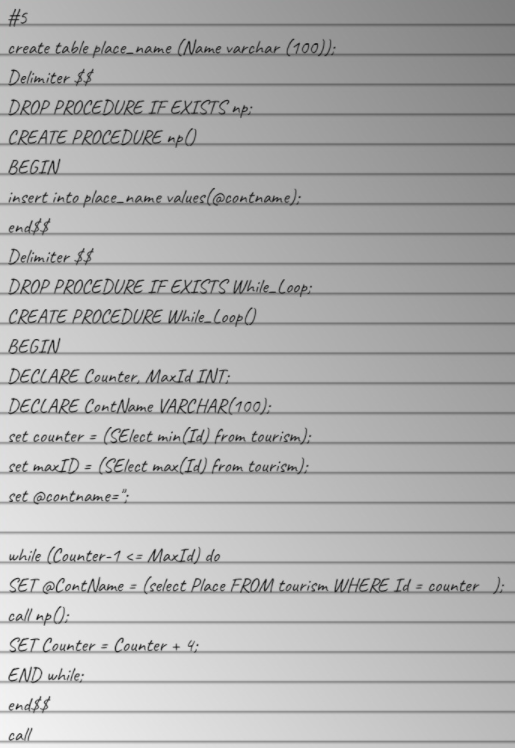 #5
create table place_name (Name varchar (100));
Delimiter $$
DROP PROCEDURE IF EXISTS np;
CREATE PROCEDURE np()
BEGIN
insert into place_name values(@contname);
end$$
Delimiter $$
DROP PROCEDURE IF EXISTS While_Loop;
CREATE PROCEDURE While_Loop()
BEGIN
DECLARE Counter, MaxId INT;
DECLARE ContName VARCHAR(100);
set counter = (SElect min(Id) from tourism);
set maxID = (SElect max(Id) from tourism);
set @contname='';
while (Counter-1 <= MaxId) do
SET @ContName = (select Place FROM tourism WHERE Id = counter );
call np();
SET Counter = Counter + 4;
END while;
end$$
call